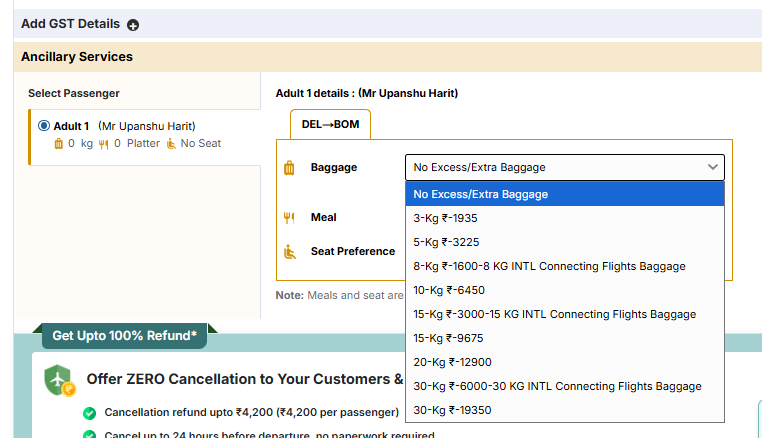 Add GST Details
Ancillary Services
Select Passenger
Adult 1 (Mr Upanshu Harit)
0 kg 0 Platter No Seat
Adult 1 details : (Mr Upanshu Harit)
DEL→BOM
Baggage
No Excess/Extra Baggage
No Excess/Extra Baggage
3-Kg ₹-1935
5-Kg ₹-3225
8-Kg ₹-1600-8 KG INTL Connecting Flights Baggage
10-Kg ₹-6450
15-Kg ₹-3000-15 KG INTL Connecting Flights Baggage
15-Kg ₹-9675
20-Kg ₹-12900
30-Kg ₹-6000-30 KG INTL Connecting Flights Baggage
30-Kg ₹-19350
Meal
Seat Preference
Note: Meals and seat are
Get Upto 100% Refund*
Offer ZERO Cancellation to Your Customers &
Cancellation refund upto ₹4,200 (₹4,200 per passenger)
Cancel up to 24 hours before departure, no paperwork required